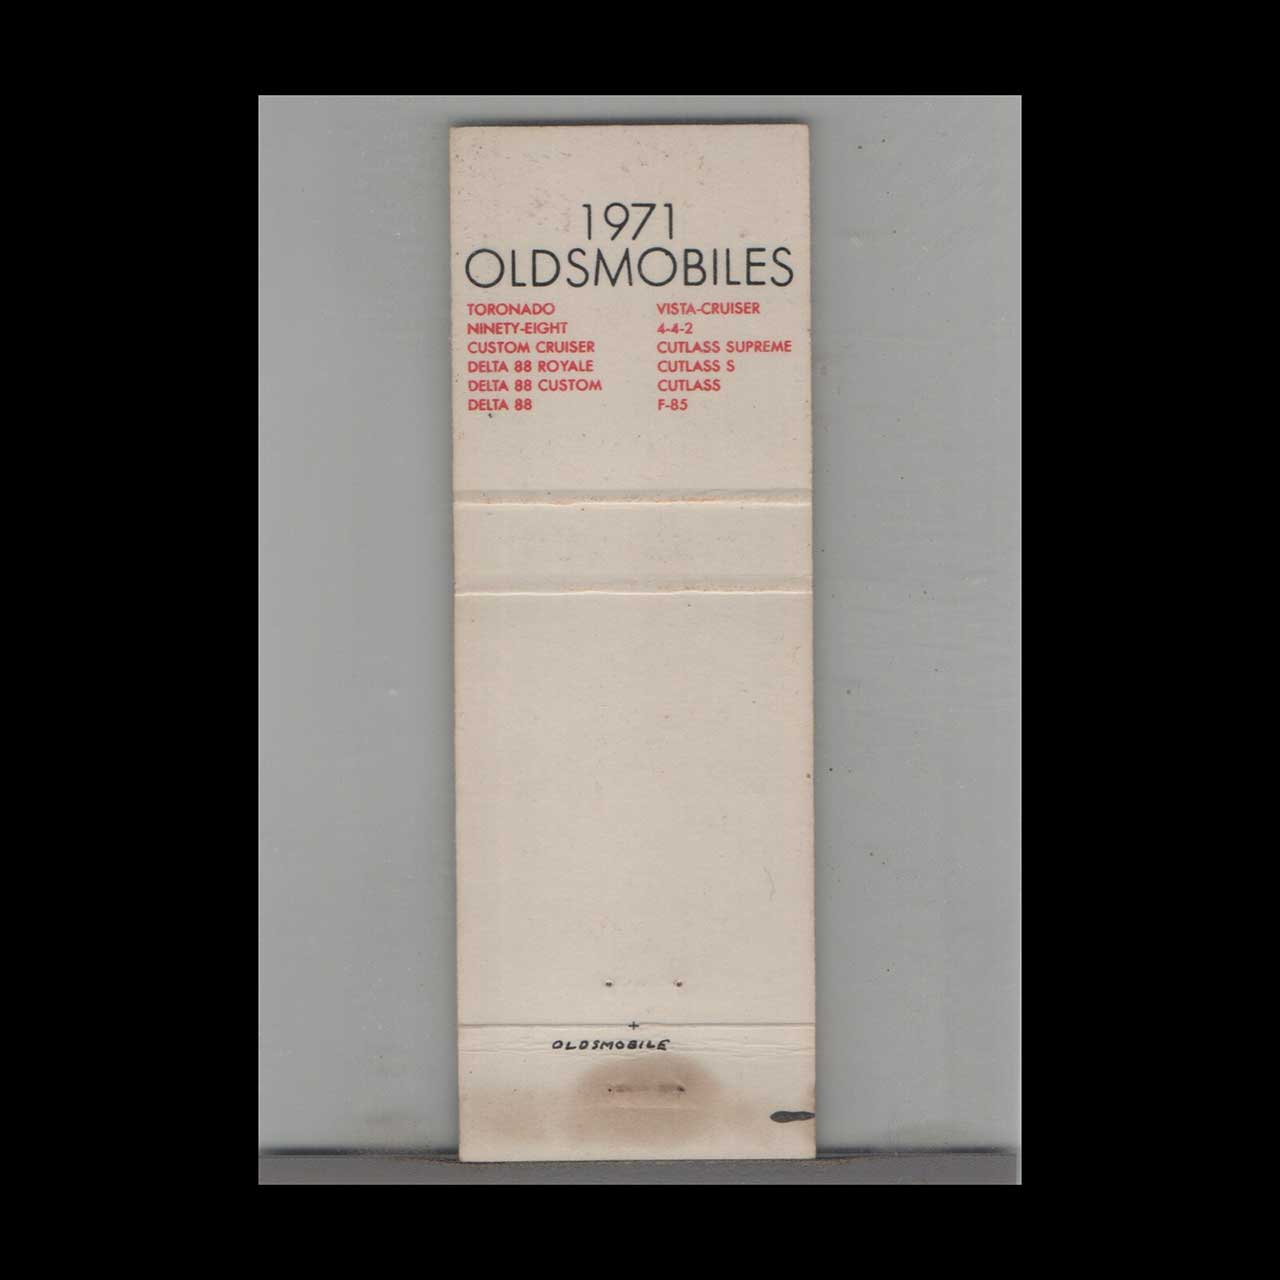 1971
OLDSMOBILES
TORONADO
NINETY-EIGHT
CUSTOM CRUISER
DELTA 88 ROYALE
DELTA 88 CUSTOM
DELTA 88
VISTA-CRUISER
4-4-2
CUTLASS SUPREME
CUTLASS S
CUTLASS
F-85
OLDSMOBILE